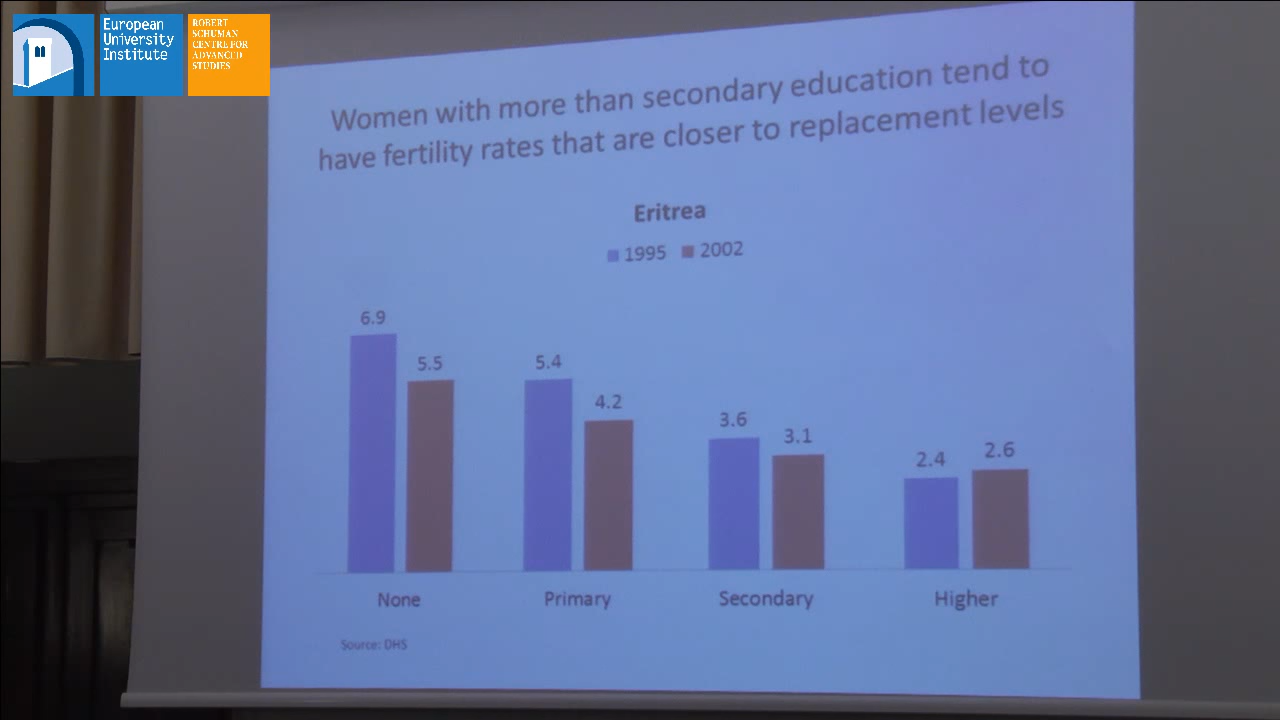 European
University
Institute
ROBERT
SCHUMAN
CENTRE FOR
ADVANCED
STUDIES
Women with more than secondary education tend to
have fertility rates that are closer to replacement levels
Eritrea
1995 2002
6.9
5.5
5.4
4.2
3.6
3.1
2.4
2.6
None Primary Secondary Higher
Source: DHS